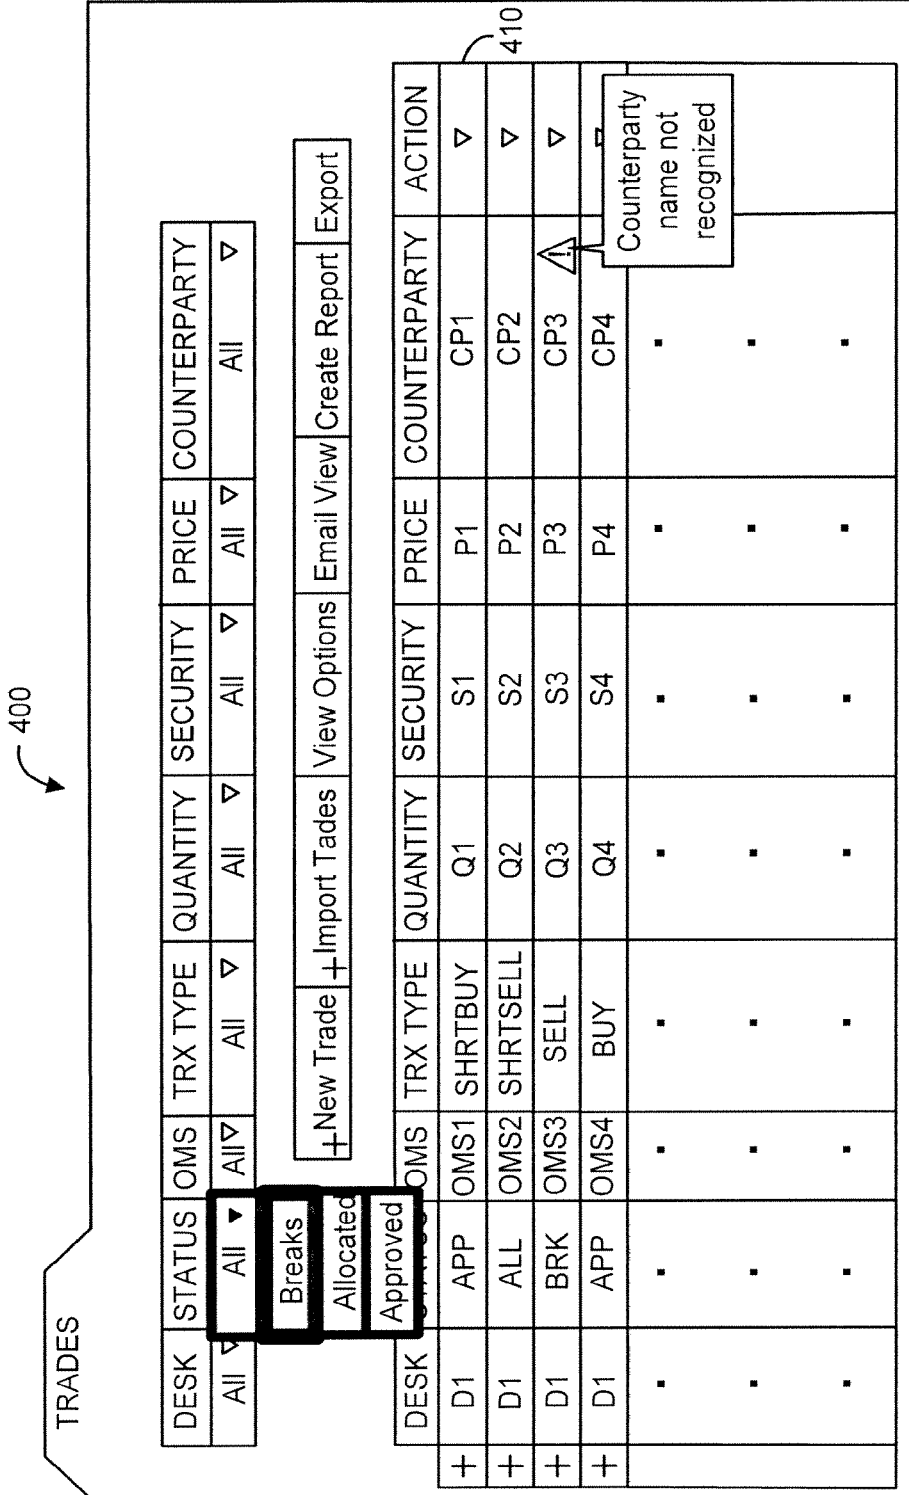 400
TRADES
DESK STATUS OMS TRX TYPE QUANTITY SECURITY PRICE COUNTERPARTY
All All All All All All All All
Breaks
Allocated
Approved
+New Trade +Import Tades View Options Email View Create Report Export
DESK OMS TRX TYPE QUANTITY SECURITY PRICE COUNTERPARTY ACTION
+ D1 APP OMS1 SHRTBUY Q1 S1 P1 CP1
410
+ D1 ALL OMS2 SHRTSELL Q2 S2 P2 CP2
+ D1 BRK OMS3 SELL Q3 S3 P3 CP3 !
+ D1 APP OMS4 BUY Q4 S4 P4 CP4
Counterparty
name not
recognized